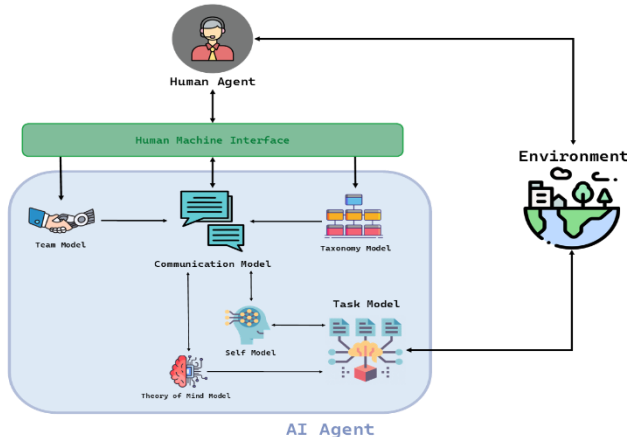 Human Agent
Human Machine Interface
Environment
Team Model
Taxonomy Model
Communication Model
Task Model
Self Model
Theory of Mind Model
AI Agent